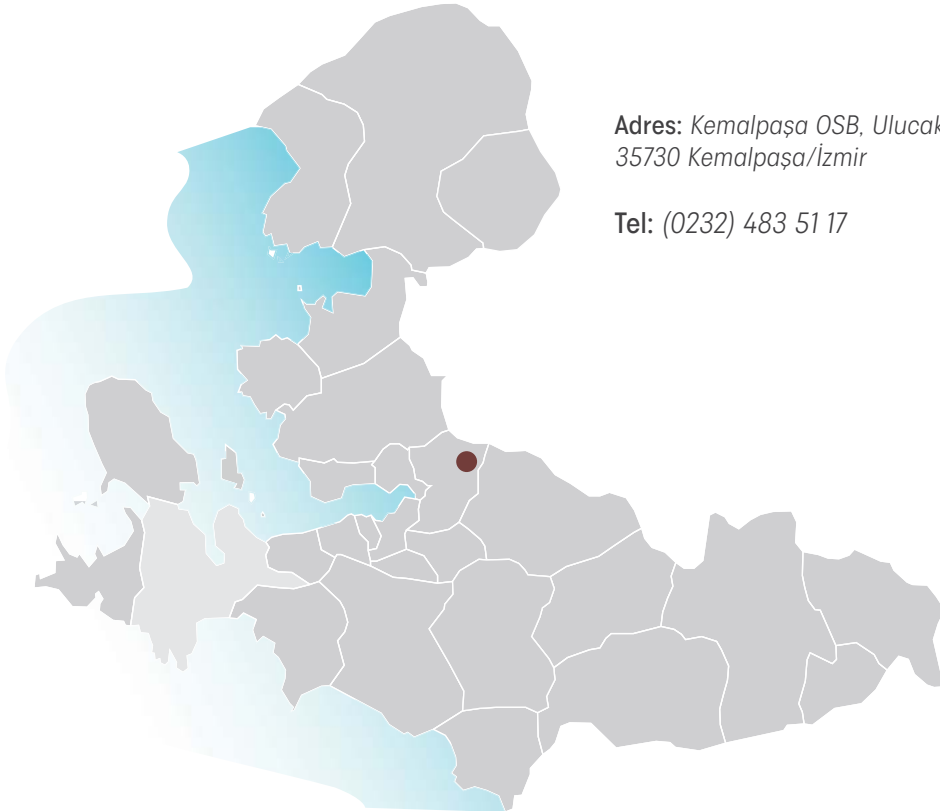 Adres: Kemalpaşa OSB, Ulucak
35730 Kemalpaşa/İzmir
Tel: (0232) 483 51 17